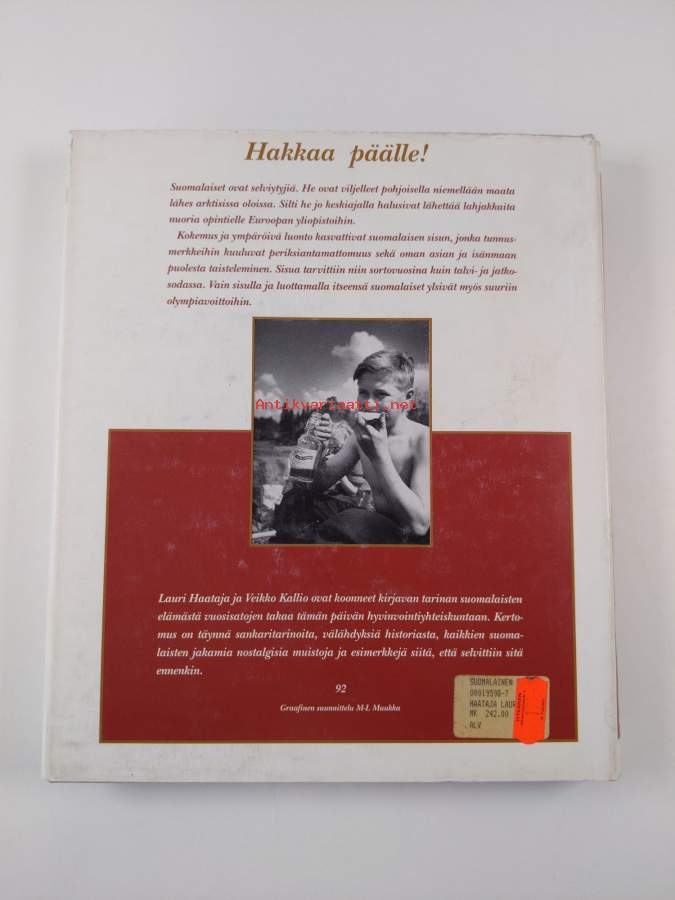 Hakkaa päälle!
Suomalaiset ovat selviytyjiä. He ovat viljelleet pohjoisella niemellään maata
lähes arktisissa oloissa. Silti he jo keskiajalla halusivat lähettää lahjakkaita
nuoria opintielle Euroopan yliopistoihin.
Kokemus ja ympäröivä luonto kasvattivat suomalaisen sisun, jonka tunnus-
merkkeihin kuuluvat periksiantamattomuus sekä oman asian ja isänmaan
puolesta taisteleminen. Sisua tarvittiin niin sortovuosina kuin talvi- ja jatko-
sodassa. Vain sisulla ja luottamalla itseensä suomalaiset ylsivät myös suuriin
olympiavoittoihin.
Antikvariaatti.net
Lauri Haataja ja Veikko Kallio ovat koonneet kirjavan tarinan suomalaisten
elämästä vuosisatojen takaa tämän päivän hyvinvointiyhteiskuntaan. Kerto-
mus on täynnä sankaritarinoita, välähdyksiä historiasta, kaikkien suoma-
laisten jakamia nostalgisia muistoja ja esimerkkejä siitä, että selvittiin sitä
ennenkin.
92
Graafinen suunnittelu M-L Muukka
SUOMALAINEN
00019598-7
HAATAJA LAUR
MK 242.00
ALV